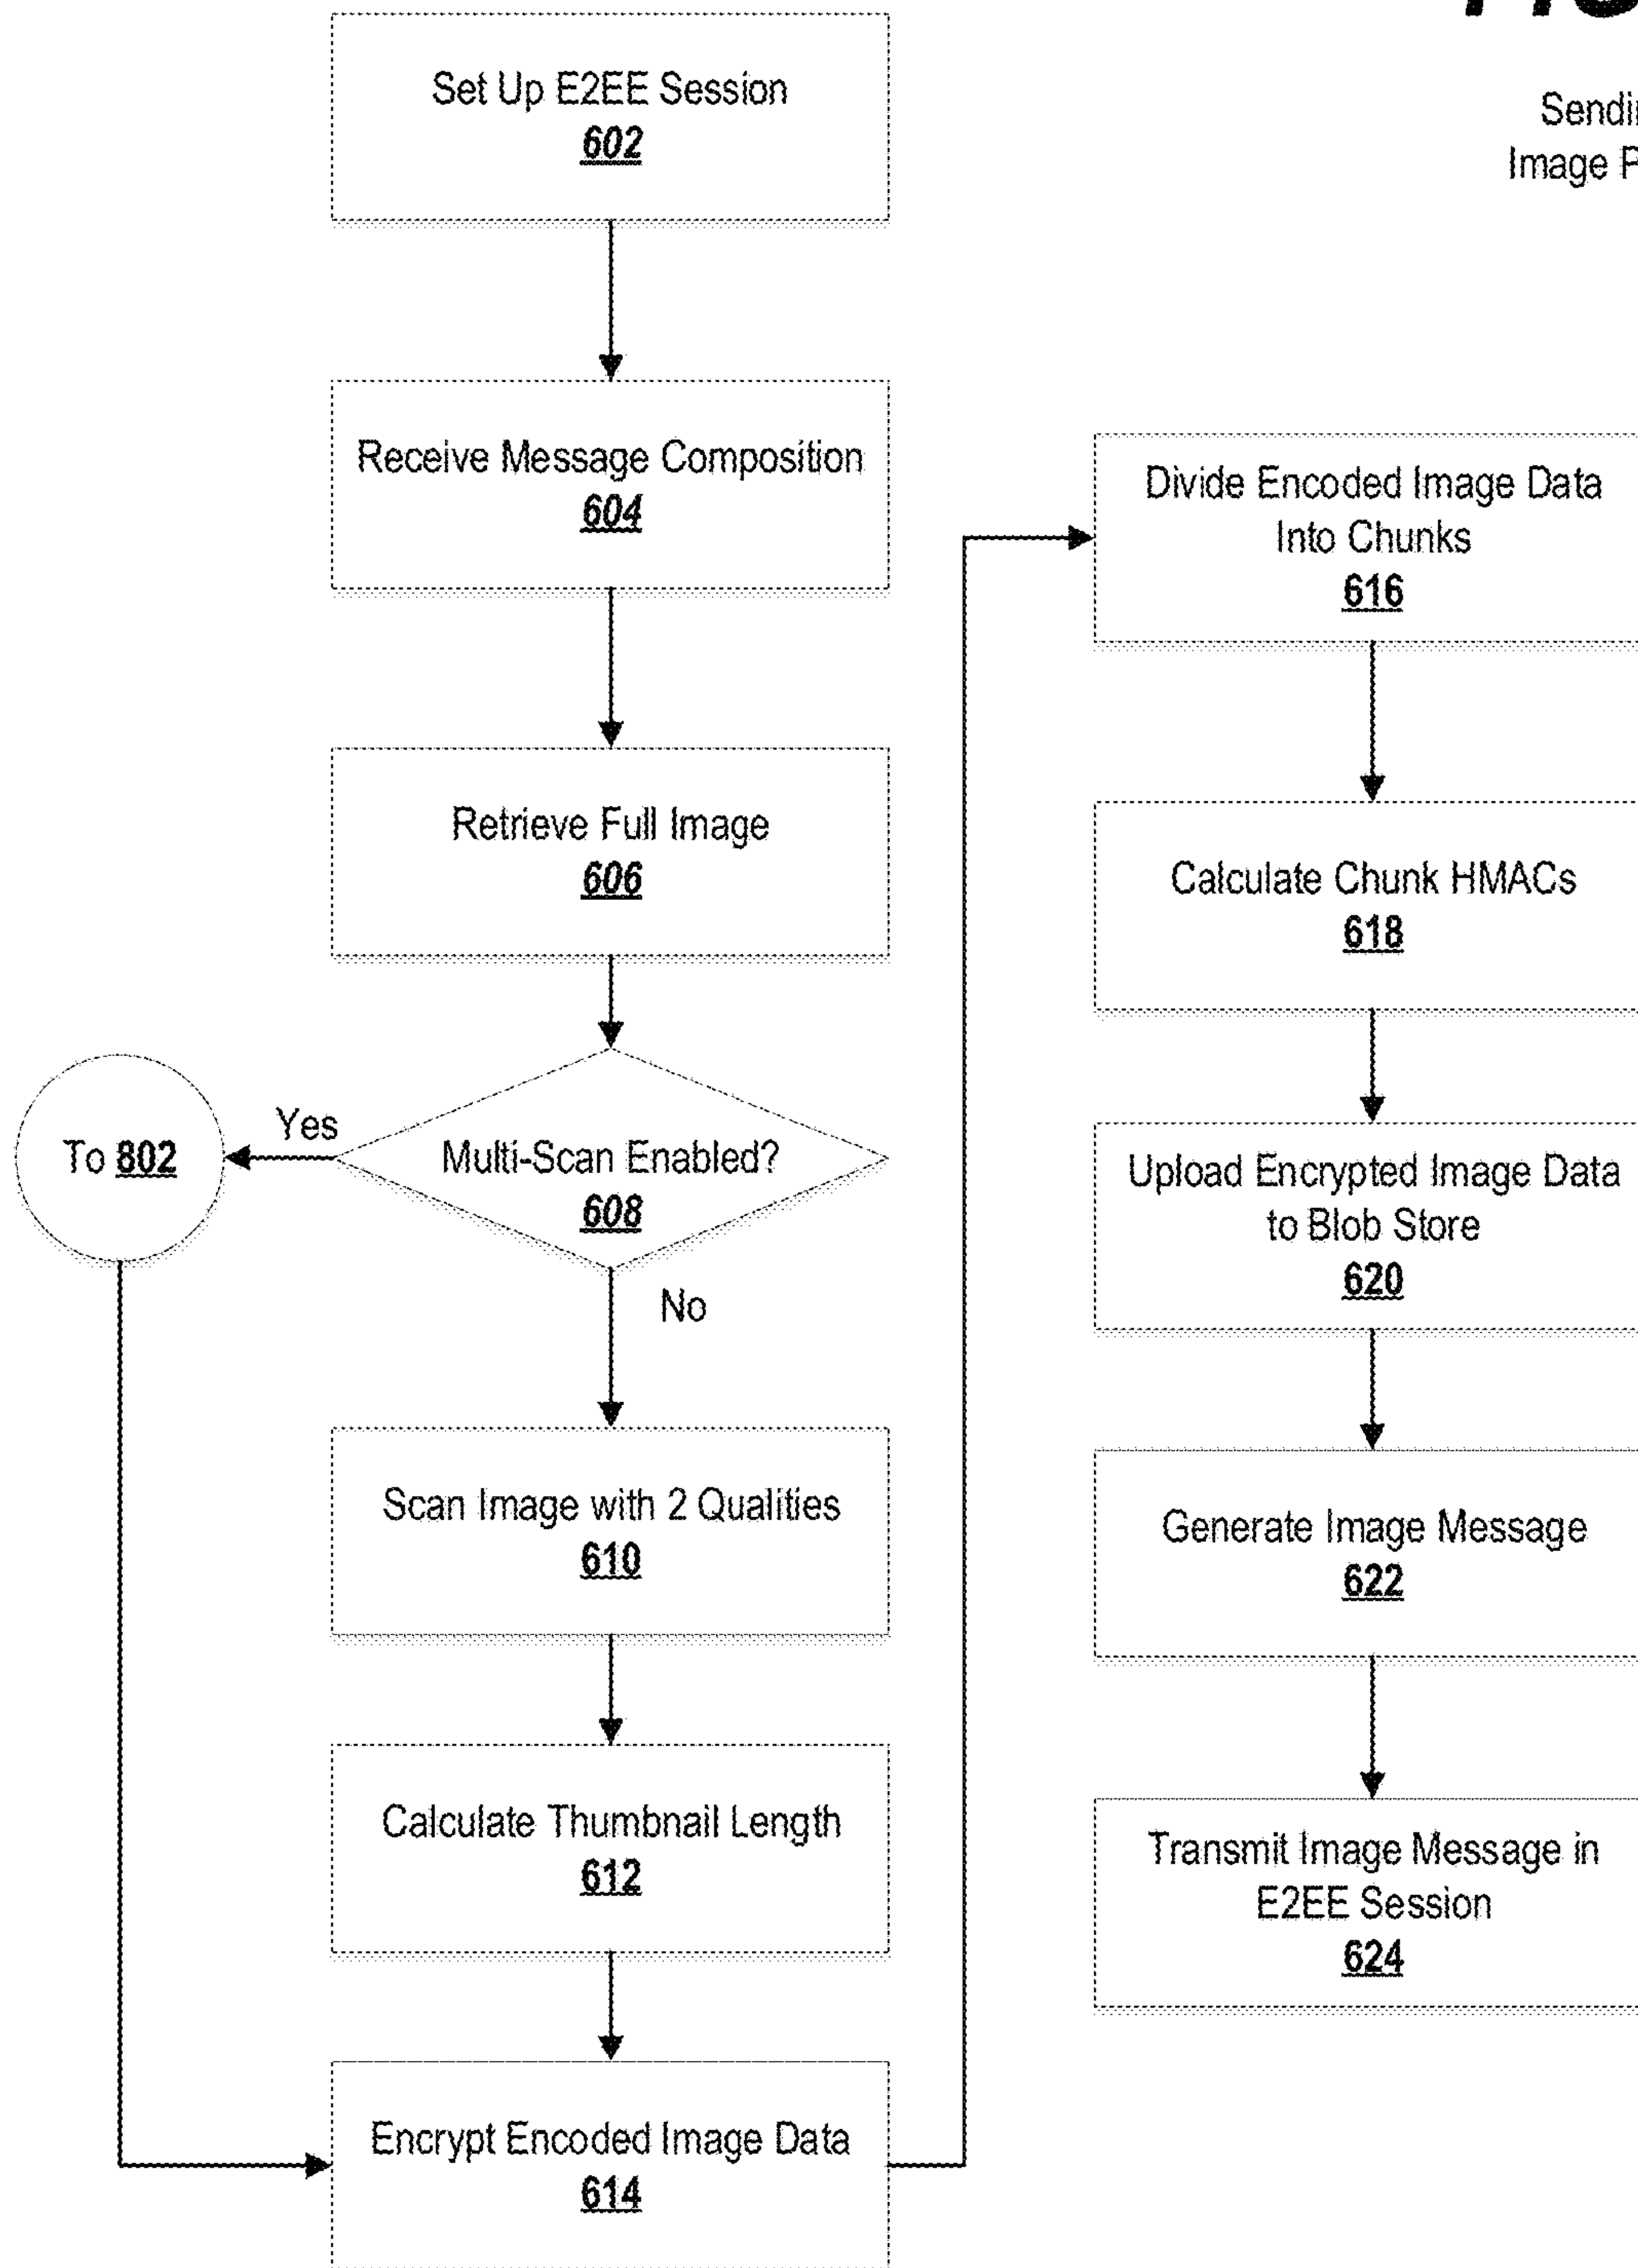 Set Up E2EE Session
602
Receive Message Composition
604
Retrieve Full Image
606
Multi-Scan Enabled?
608
Yes
To 802
No
Scan Image with 2 Qualities
610
Calculate Thumbnail Length
612
Encrypt Encoded Image Data
614
Divide Encoded Image Data
Into Chunks
616
Calculate Chunk HMACs
618
Upload Encrypted Image Data
to Blob Store
620
Generate Image Message
622
Transmit Image Message in
E2EE Session
624
Image